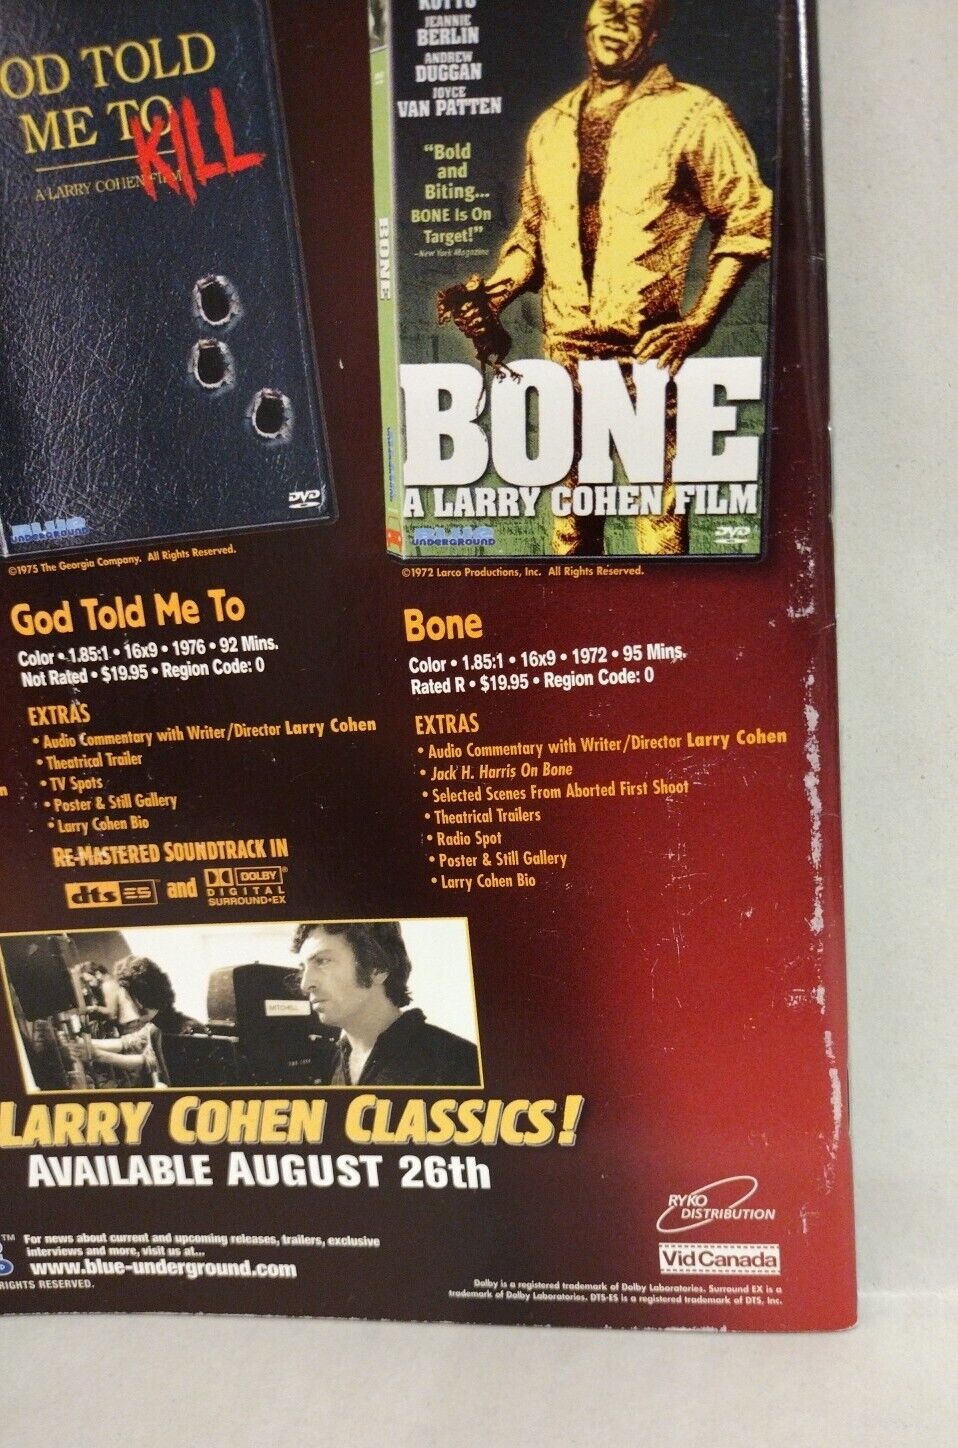 OD TOLD
ME TO
KILL
A LARRY COHEN FILM
DVD
BLUE
UNDERGROUND
©1975 The Georgia Company. All Rights Reserved.
God Told Me To
Color • 1.85:1 • 16x9 • 1976 • 92 Mins.
Not Rated • $19.95 • Region Code: 0
EXTRAS
• Audio Commentary with Writer/Director Larry Cohen
• Theatrical Trailer
• TV Spots
• Poster & Still Gallery
• Larry Cohen Bio
RE-MASTERED SOUNDTRACK IN
dts ES and DOLBY
DIGITAL
SURROUND•EX
KOTTO
JEANNIE
BERLIN
ANDREW
DUGGAN
JOYCE
VAN PATTEN
"Bold
and
Biting...
BONE Is On
Target!"
–New York Magazine
BONE
BONE
A LARRY COHEN FILM
BLUE
UNDERGROUND
DVD
©1972 Larco Productions, Inc. All Rights Reserved.
Bone
Color • 1.85:1 • 16x9 • 1972 • 95 Mins.
Rated R • $19.95 • Region Code: 0
EXTRAS
• Audio Commentary with Writer/Director Larry Cohen
• Jack H. Harris On Bone
• Selected Scenes From Aborted First Shoot
• Theatrical Trailers
• Radio Spot
• Poster & Still Gallery
• Larry Cohen Bio
MITCHELL
LARRY COHEN CLASSICS!
AVAILABLE AUGUST 26th
TM
For news about current and upcoming releases, trailers, exclusive
interviews and more, visit us at...
www.blue-underground.com
RIGHTS RESERVED.
RYKO
DISTRIBUTION
Vid Canada
Dolby is a registered trademark of Dolby Laboratories. Surround EX is a
trademark of Dolby Laboratories. DTS-ES is a registered trademark of DTS, Inc.